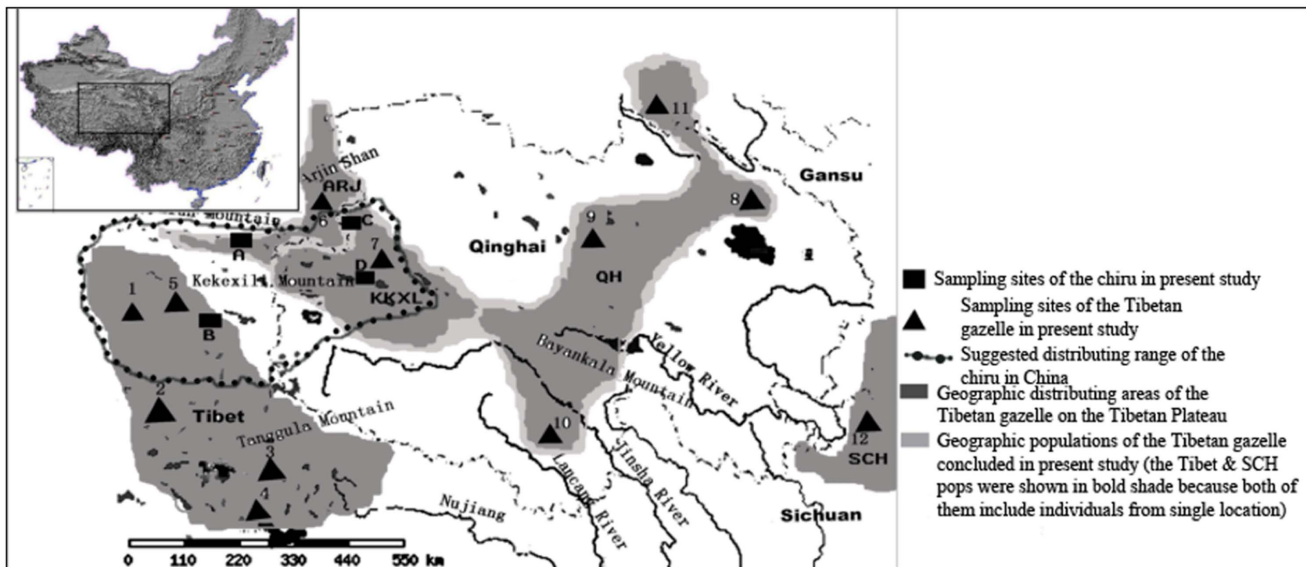 11
Gansu
Arjin Shan
ARJ
8
6
C
9
Mountain
Qinghai
A
7
D
QH
Kekexili Mountain
KKXL
1
5
B
Bayankala Mountain
Yellow River
2
Tibet
Tanggula Mountain
10
12
SCH
3
4
Lancang River
Jinsha River
Nujiang
Sichuan
0 110 220 330 440 550 km
Sampling sites of the chiru in present study
Sampling sites of the Tibetan
gazelle in present study
Suggested distributing range of the
chiru in China
Geographic distributing areas of the
Tibetan gazelle on the Tibetan Plateau
Geographic populations of the Tibetan gazelle
concluded in present study (the Tibet & SCH
pops were shown in bold shade because both of
them include individuals from single location)